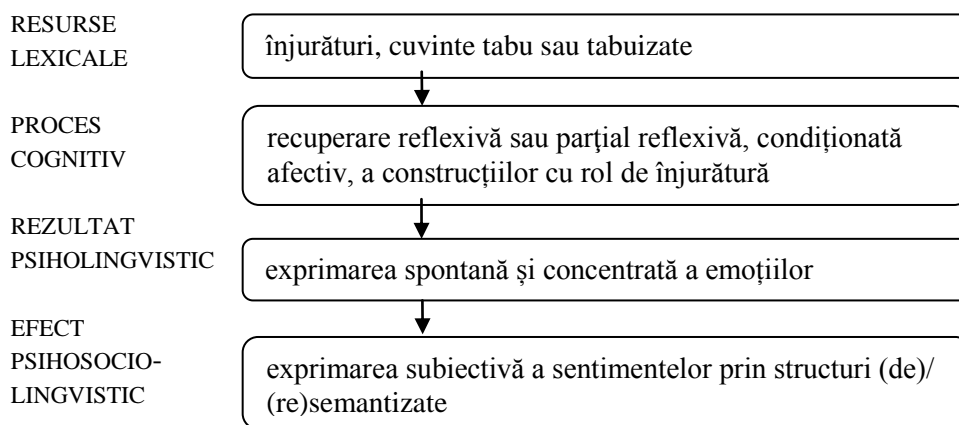 RESURSE
LEXICALE
înjurături, cuvinte tabu sau tabuizate
PROCES
COGNITIV
recuperare reflexivă sau parţial reflexivă, condiționată
afectiv, a construcțiilor cu rol de înjurătură
REZULTAT
PSIHOLINGVISTIC
exprimarea spontană și concentrată a emoțiilor
EFECT
PSIHOSOCIO-
LINGVISTIC
exprimarea subiectivă a sentimentelor prin structuri (de)/
(re)semantizate